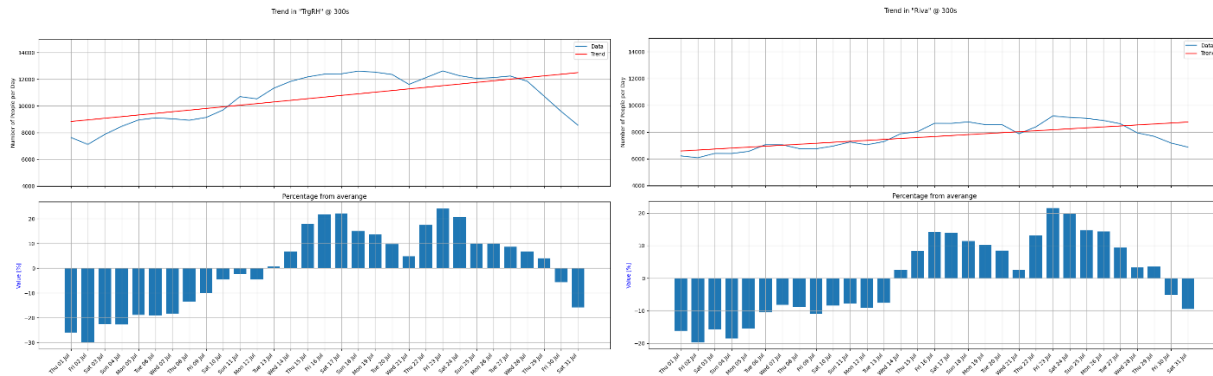 Trend in "TrgRH" @ 300s
Data
Trend
Number of People per Day
14000
12000
10000
8000
6000
4000
Percentage from averange
Value [%]
20
10
0
-10
-20
-30
Thu 01 Jul
Fri 02 Jul
Sat 03 Jul
Sun 04 Jul
Mon 05 Jul
Tue 06 Jul
Wed 07 Jul
Thu 08 Jul
Fri 09 Jul
Sat 10 Jul
Sun 11 Jul
Mon 12 Jul
Tue 13 Jul
Wed 14 Jul
Thu 15 Jul
Fri 16 Jul
Sat 17 Jul
Sun 18 Jul
Mon 19 Jul
Tue 20 Jul
Wed 21 Jul
Thu 22 Jul
Fri 23 Jul
Sat 24 Jul
Sun 25 Jul
Mon 26 Jul
Tue 27 Jul
Wed 28 Jul
Thu 29 Jul
Fri 30 Jul
Sat 31 Jul
Trend in "Riva" @ 300s
Data
Trend
Number of People per Day
14000
12000
10000
8000
6000
4000
Percentage from averange
Value [%]
20
10
0
-10
-20
Thu 01 Jul
Fri 02 Jul
Sat 03 Jul
Sun 04 Jul
Mon 05 Jul
Tue 06 Jul
Wed 07 Jul
Thu 08 Jul
Fri 09 Jul
Sat 10 Jul
Sun 11 Jul
Mon 12 Jul
Tue 13 Jul
Wed 14 Jul
Thu 15 Jul
Fri 16 Jul
Sat 17 Jul
Sun 18 Jul
Mon 19 Jul
Tue 20 Jul
Wed 21 Jul
Thu 22 Jul
Fri 23 Jul
Sat 24 Jul
Sun 25 Jul
Mon 26 Jul
Tue 27 Jul
Wed 28 Jul
Thu 29 Jul
Fri 30 Jul
Sat 31 Jul